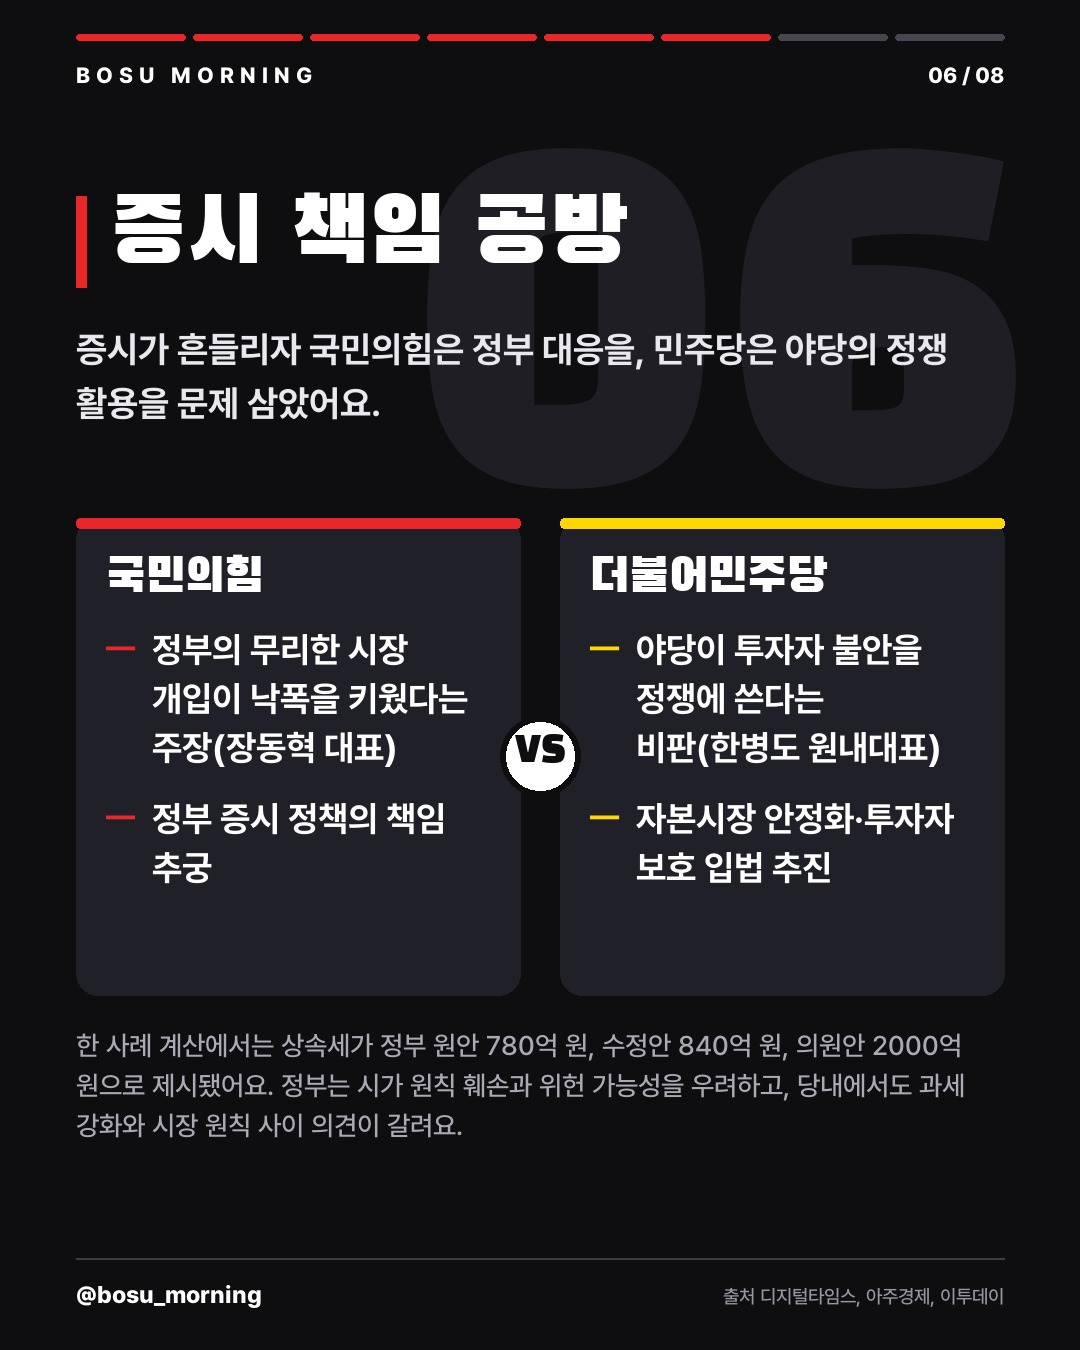 BOSU MORNING
06 / 08
06
증시 책임 공방
증시가 흔들리자 국민의힘은 정부 대응을, 민주당은 야당의 정쟁
활용을 문제 삼았어요.
국민의힘
정부의 무리한 시장
개입이 낙폭을 키웠다는
주장(장동혁 대표)
정부 증시 정책의 책임
추궁
VS
더불어민주당
야당이 투자자 불안을
정쟁에 쓴다는
비판(한병도 원내대표)
자본시장 안정화·투자자
보호 입법 추진
한 사례 계산에서는 상속세가 정부 원안 780억 원, 수정안 840억 원, 의원안 2000억
원으로 제시됐어요. 정부는 시가 원칙 훼손과 위헌 가능성을 우려하고, 당내에서도 과세
강화와 시장 원칙 사이 의견이 갈려요.
@bosu_morning
출처 디지털타임스, 아주경제, 이투데이